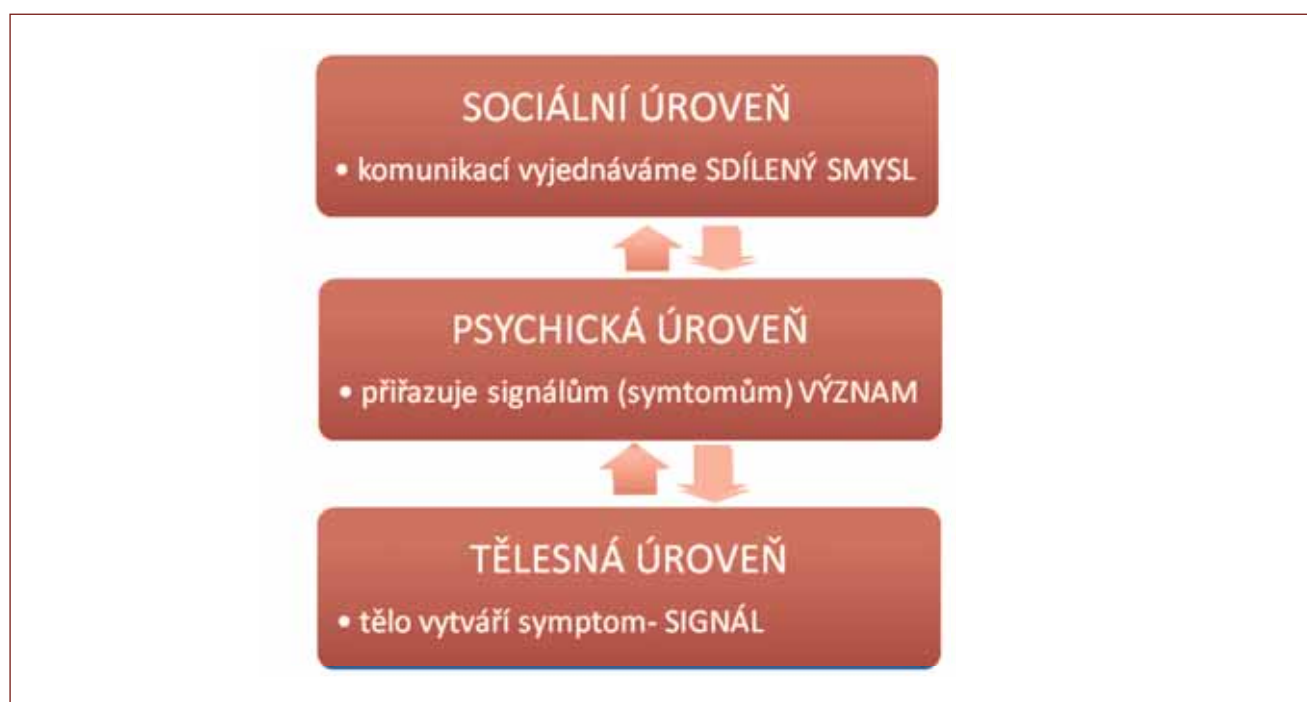 SOCIÁLNÍ ÚROVEŇ
• komunikací vyjednáváme SDÍLENÝ SMYSL
PSYCHICKÁ ÚROVEŇ
• přiřazuje signálům (symtomům) VÝZNAM
TĚLESNÁ ÚROVEŇ
• tělo vytváří symptom- SIGNÁL